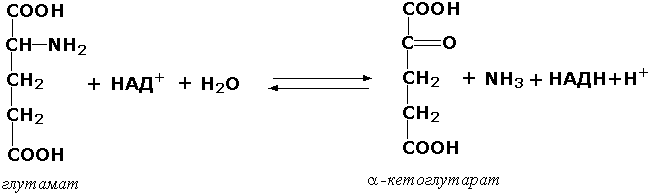 COOH
CH—NH₂
CH₂
CH₂
COOH
глутамат
+ НАД⁺ + H₂O
COOH
C=O
CH₂
CH₂
COOH
α-кетоглутарат
+ NH₃ + НАДН+H⁺